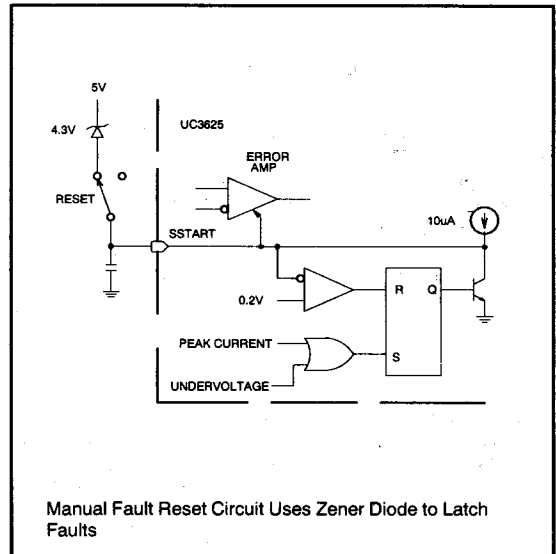 5V
4.3V
UC3625
ERROR
AMP
RESET
10uA
SSTART
0.2V
R
Q
PEAK CURRENT
S
UNDERVOLTAGE
Manual Fault Reset Circuit Uses Zener Diode to Latch
Faults